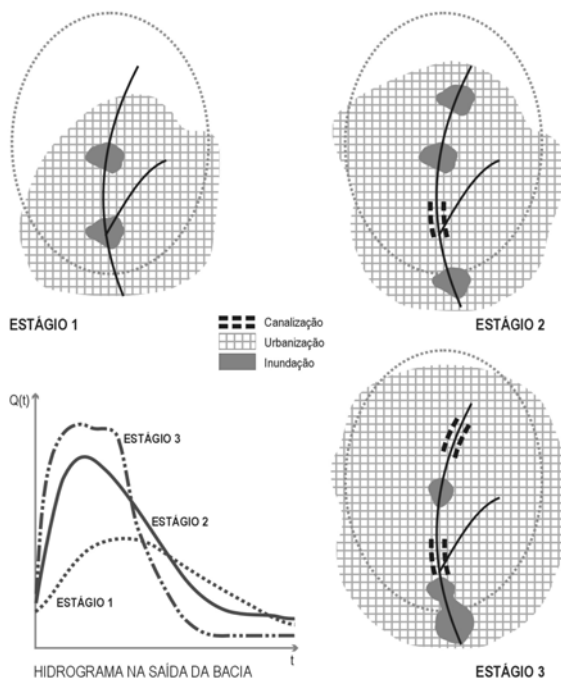 ESTÁGIO 1
ESTÁGIO 2
Canalização
Urbanização
Inundação
Q(t)
ESTÁGIO 3
ESTÁGIO 2
ESTÁGIO 1
t
HIDROGRAMA NA SAÍDA DA BACIA
ESTÁGIO 3